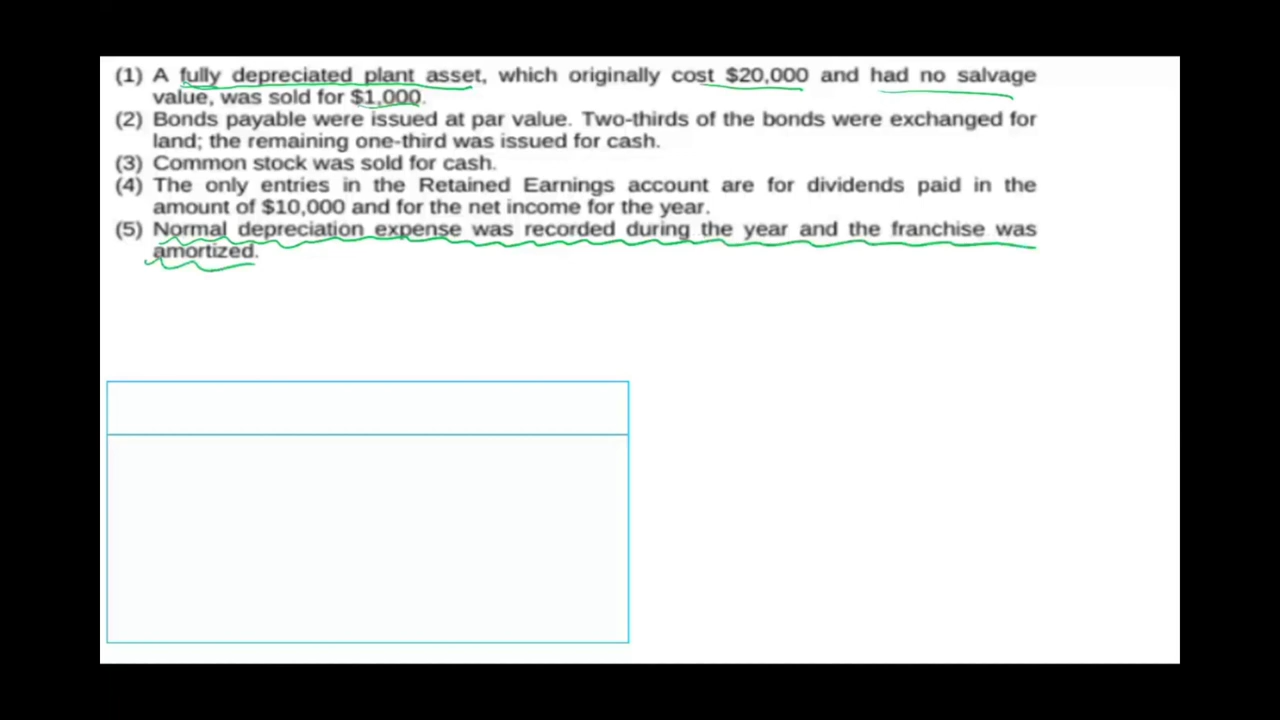 (1) A fully depreciated plant asset, which originally cost $20,000 and had no salvage
value, was sold for $1,000.
(2) Bonds payable were issued at par value. Two-thirds of the bonds were exchanged for
land; the remaining one-third was issued for cash.
(3) Common stock was sold for cash.
(4) The only entries in the Retained Earnings account are for dividends paid in the
amount of $10,000 and for the net income for the year.
(5) Normal depreciation expense was recorded during the year and the franchise was
amortized.